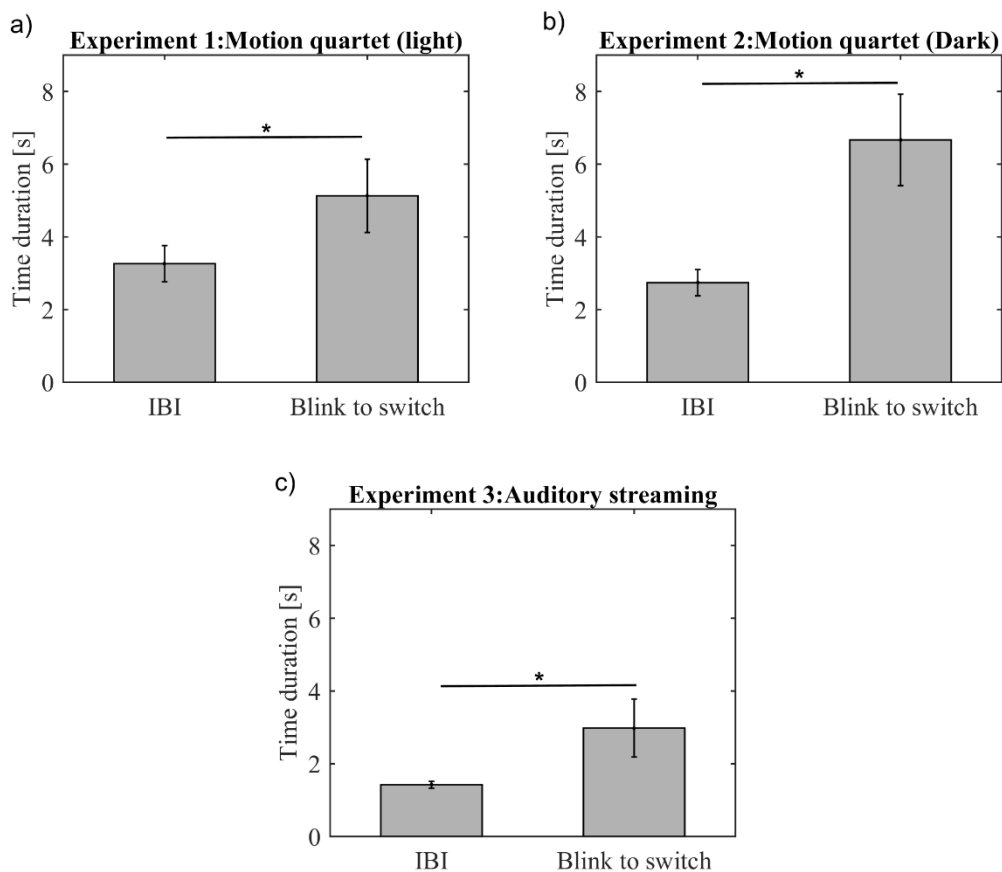 a)
Experiment 1:Motion quartet (light)
Time duration [s]
8
6
4
2
0
*
IBI
Blink to switch
b)
Experiment 2:Motion quartet (Dark)
Time duration [s]
8
6
4
2
0
*
IBI
Blink to switch
c)
Experiment 3:Auditory streaming
Time duration [s]
8
6
4
2
0
*
IBI
Blink to switch